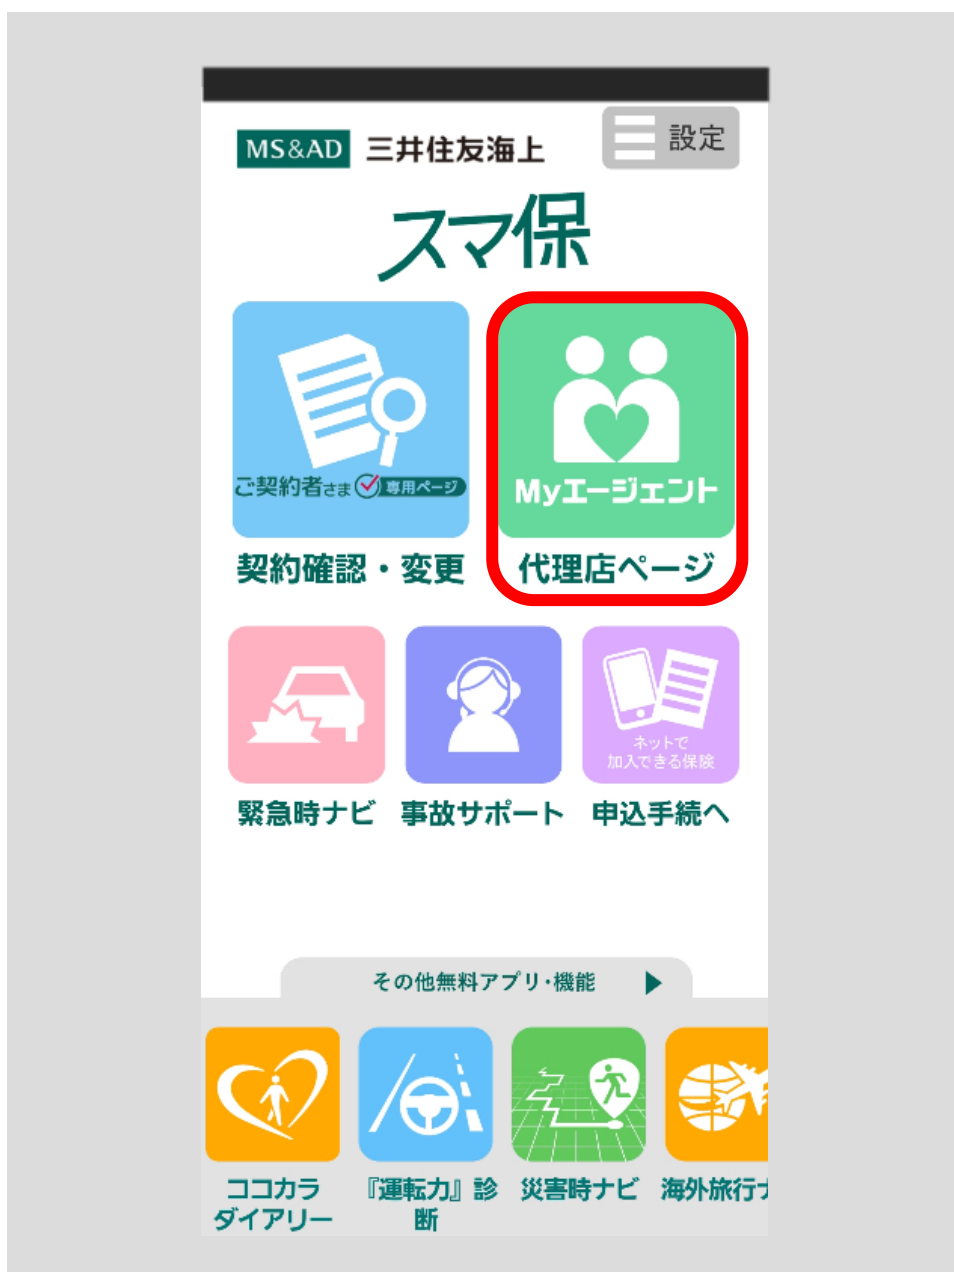 MS&AD 三井住友海上
設定
スマ保
ご契約者さま 専用ページ
Myエージェント
契約確認・変更
代理店ページ
ネットで
加入できる保険
緊急時ナビ
事故サポート
申込手続へ
その他無料アプリ・機能
ココカラ
ダイアリー
『運転力』診
断
災害時ナビ
海外旅行ナ